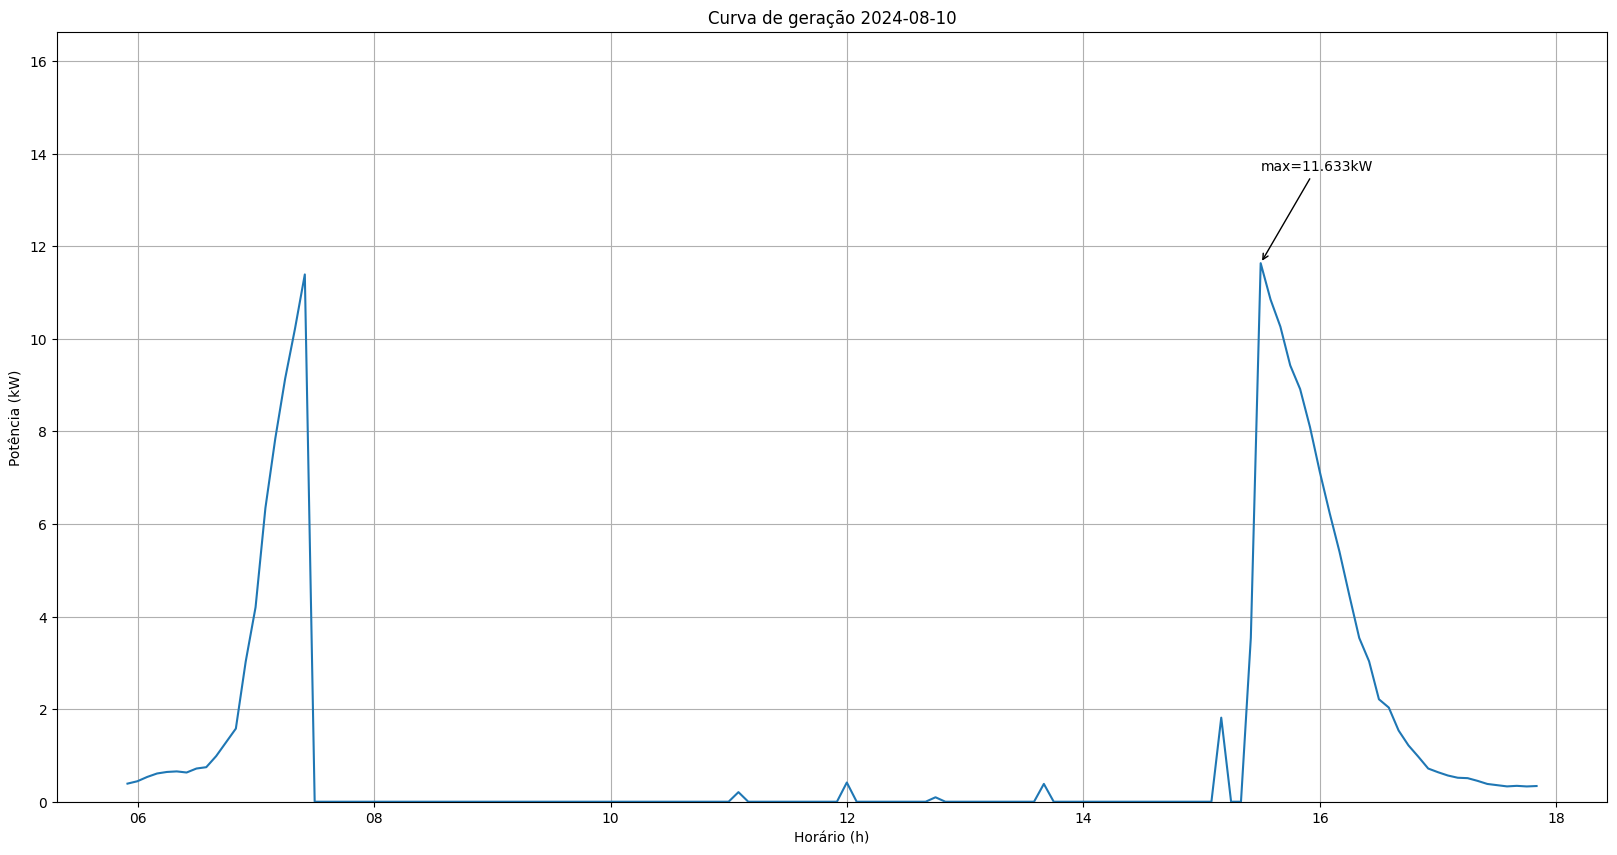 Curva de geração 2024-08-10
16
14
max=11.633kW
12
10
8
6
4
2
0
Potência (kW)
06 08 10 12 14 16 18
Horário (h)